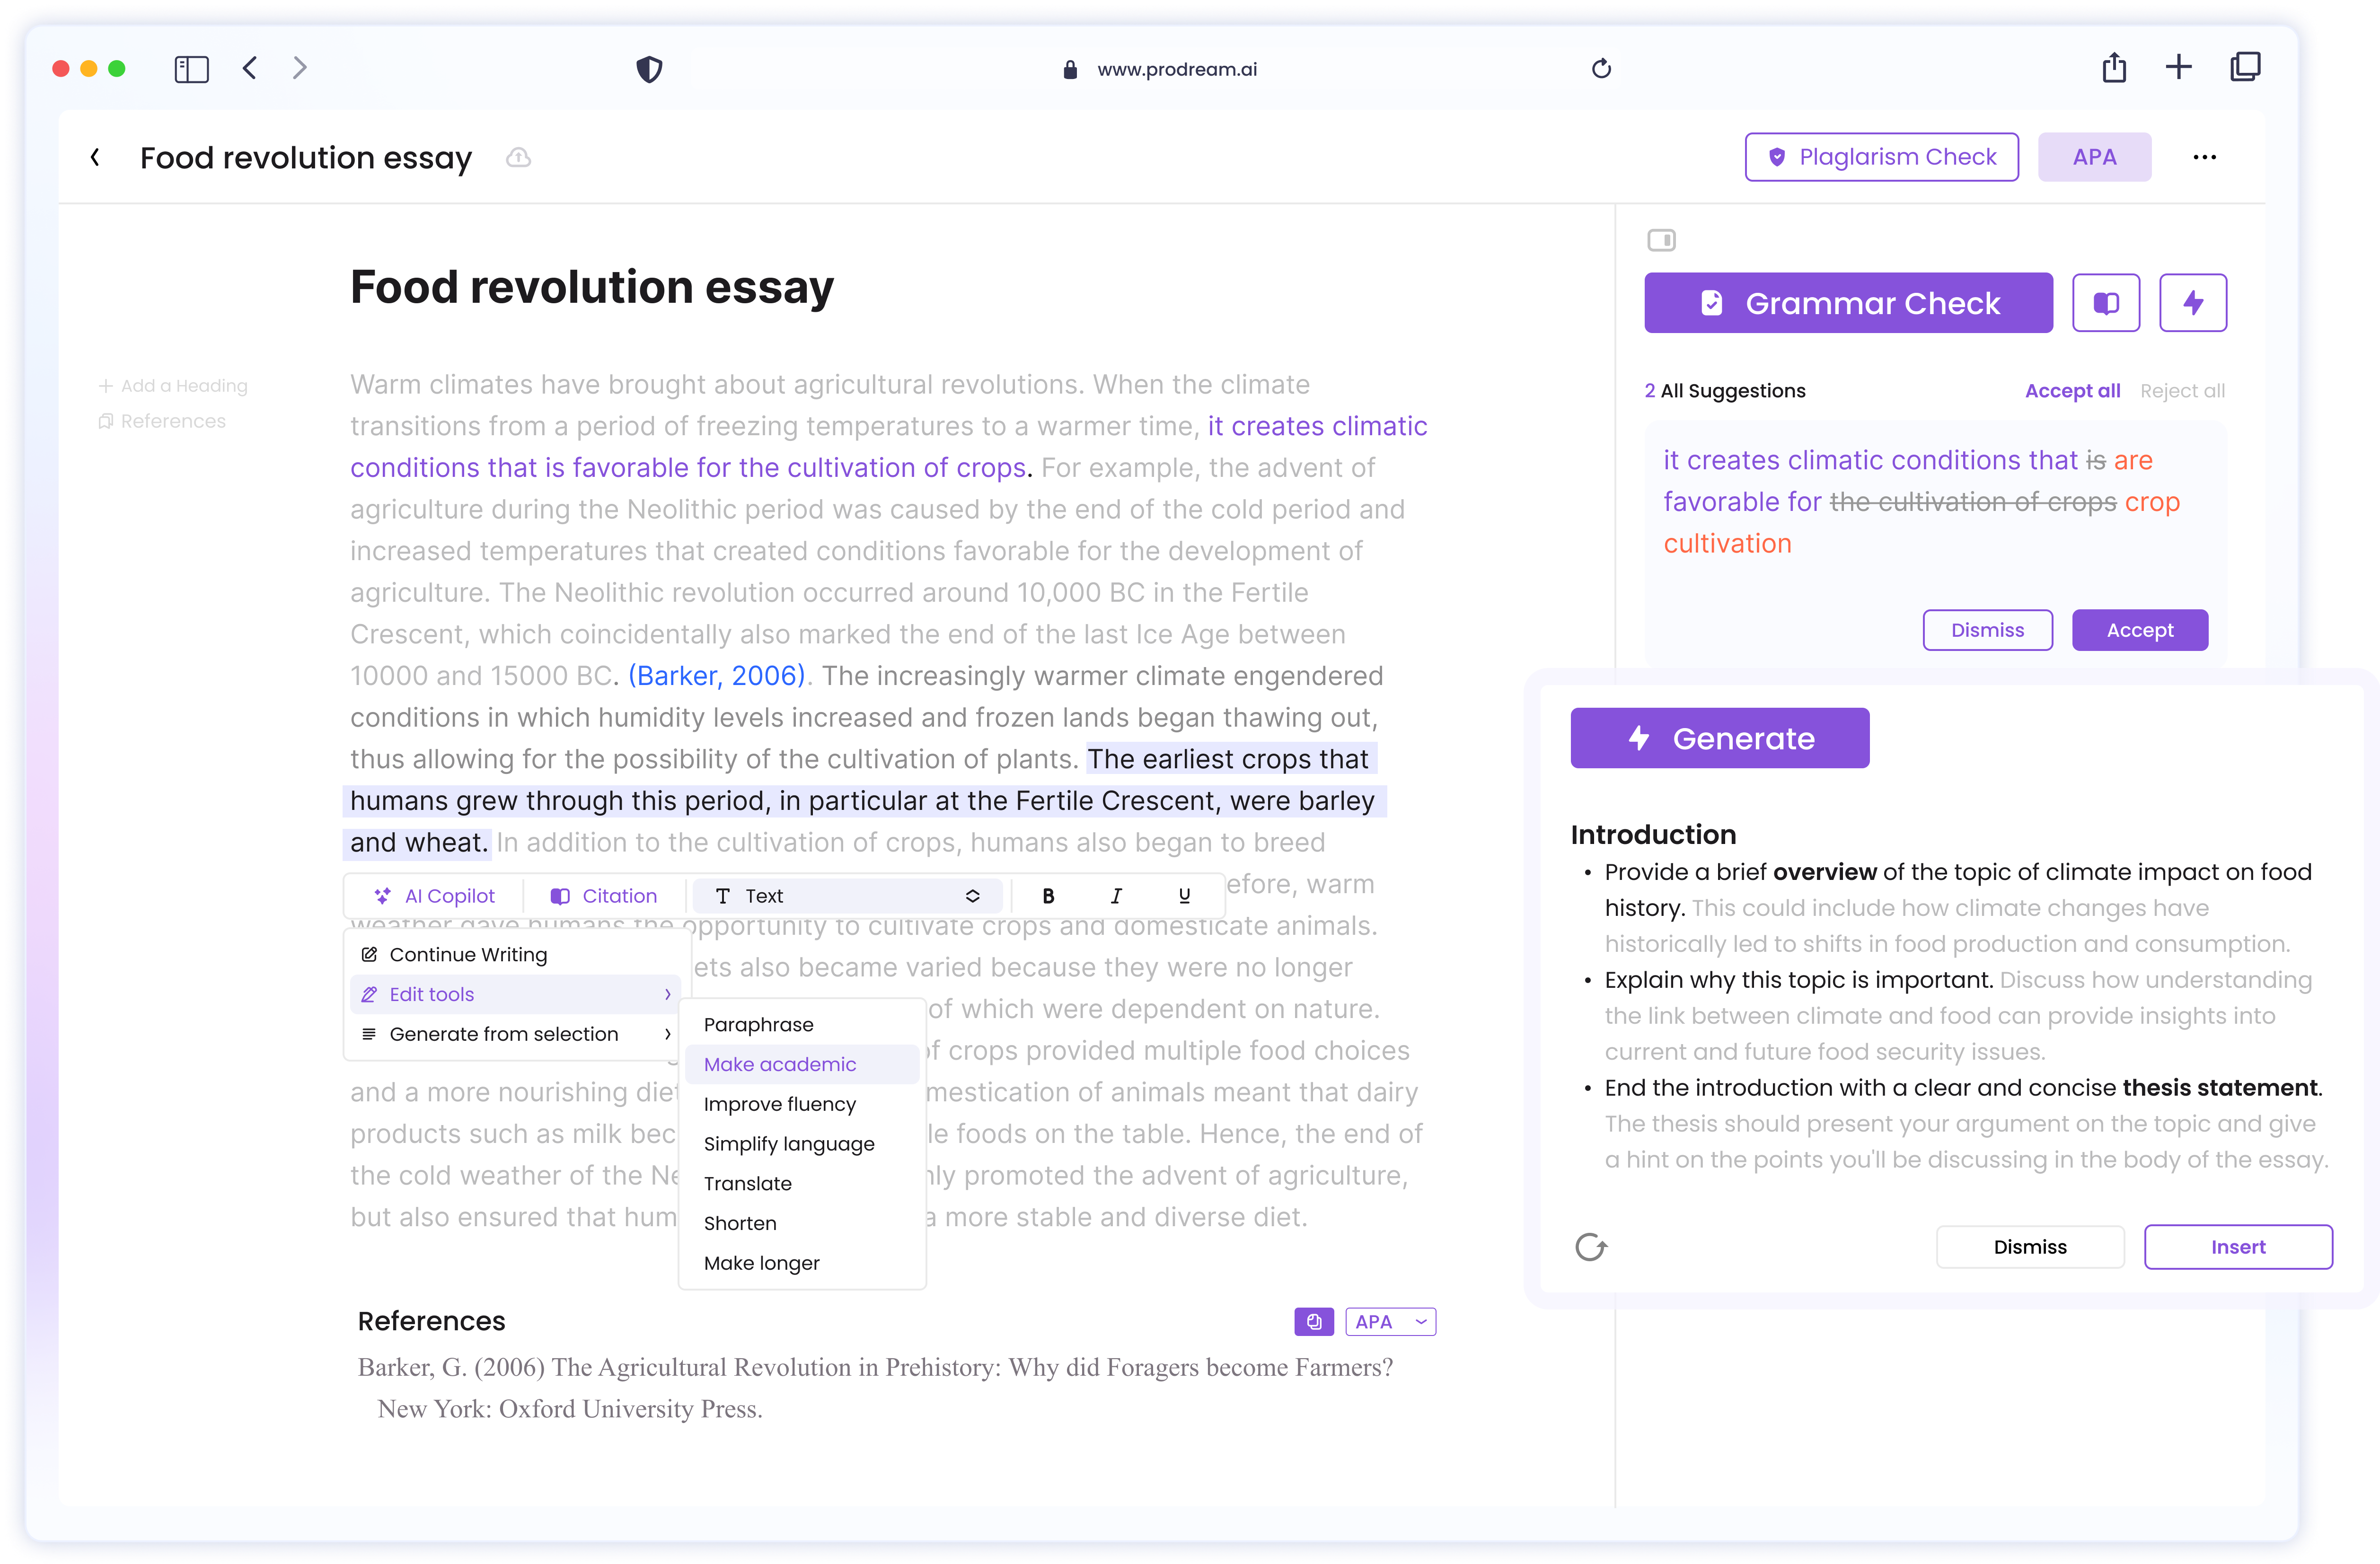 www.prodream.ai
Food revolution essay
Plaglarism Check
APA
Food revolution essay
Add a Heading
References
Warm climates have brought about agricultural revolutions. When the climate
transitions from a period of freezing temperatures to a warmer time, it creates climatic
conditions that is favorable for the cultivation of crops. For example, the advent of
agriculture during the Neolithic period was caused by the end of the cold period and
increased temperatures that created conditions favorable for the development of
agriculture. The Neolithic revolution occurred around 10,000 BC in the Fertile
Crescent, which coincidentally also marked the end of the last Ice Age between
10000 and 15000 BC. (Barker, 2006). The increasingly warmer climate engendered
conditions in which humidity levels increased and frozen lands began thawing out,
thus allowing for the possibility of the cultivation of plants. The earliest crops that
humans grew through this period, in particular at the Fertile Crescent, were barley
and wheat. In addition to the cultivation of crops, humans also began to breed
efore, warm
AI Copilot
Citation
Text
B
I
U
weather gave humans the opportunity to cultivate crops and domesticate animals.
ets also became varied because they were no longer
of which were dependent on nature.
of crops provided multiple food choices
and a more nourishing diet mestication of animals meant that dairy
products such as milk bec le foods on the table. Hence, the end of
the cold weather of the Ne nly promoted the advent of agriculture,
but also ensured that hum a more stable and diverse diet.
Continue Writing
Edit tools
Generate from selection
Paraphrase
Make academic
Improve fluency
Simplify language
Translate
Shorten
Make longer
References
APA
Barker, G. (2006) The Agricultural Revolution in Prehistory: Why did Foragers become Farmers?
New York: Oxford University Press.
Grammar Check
2 All Suggestions
Accept all
Reject all
it creates climatic conditions that is are
favorable for the cultivation of crops crop
cultivation
Dismiss
Accept
Generate
Introduction
• Provide a brief overview of the topic of climate impact on food
history. This could include how climate changes have
historically led to shifts in food production and consumption.
• Explain why this topic is important. Discuss how understanding
the link between climate and food can provide insights into
current and future food security issues.
• End the introduction with a clear and concise thesis statement.
The thesis should present your argument on the topic and give
a hint on the points you'll be discussing in the body of the essay.
Dismiss
Insert